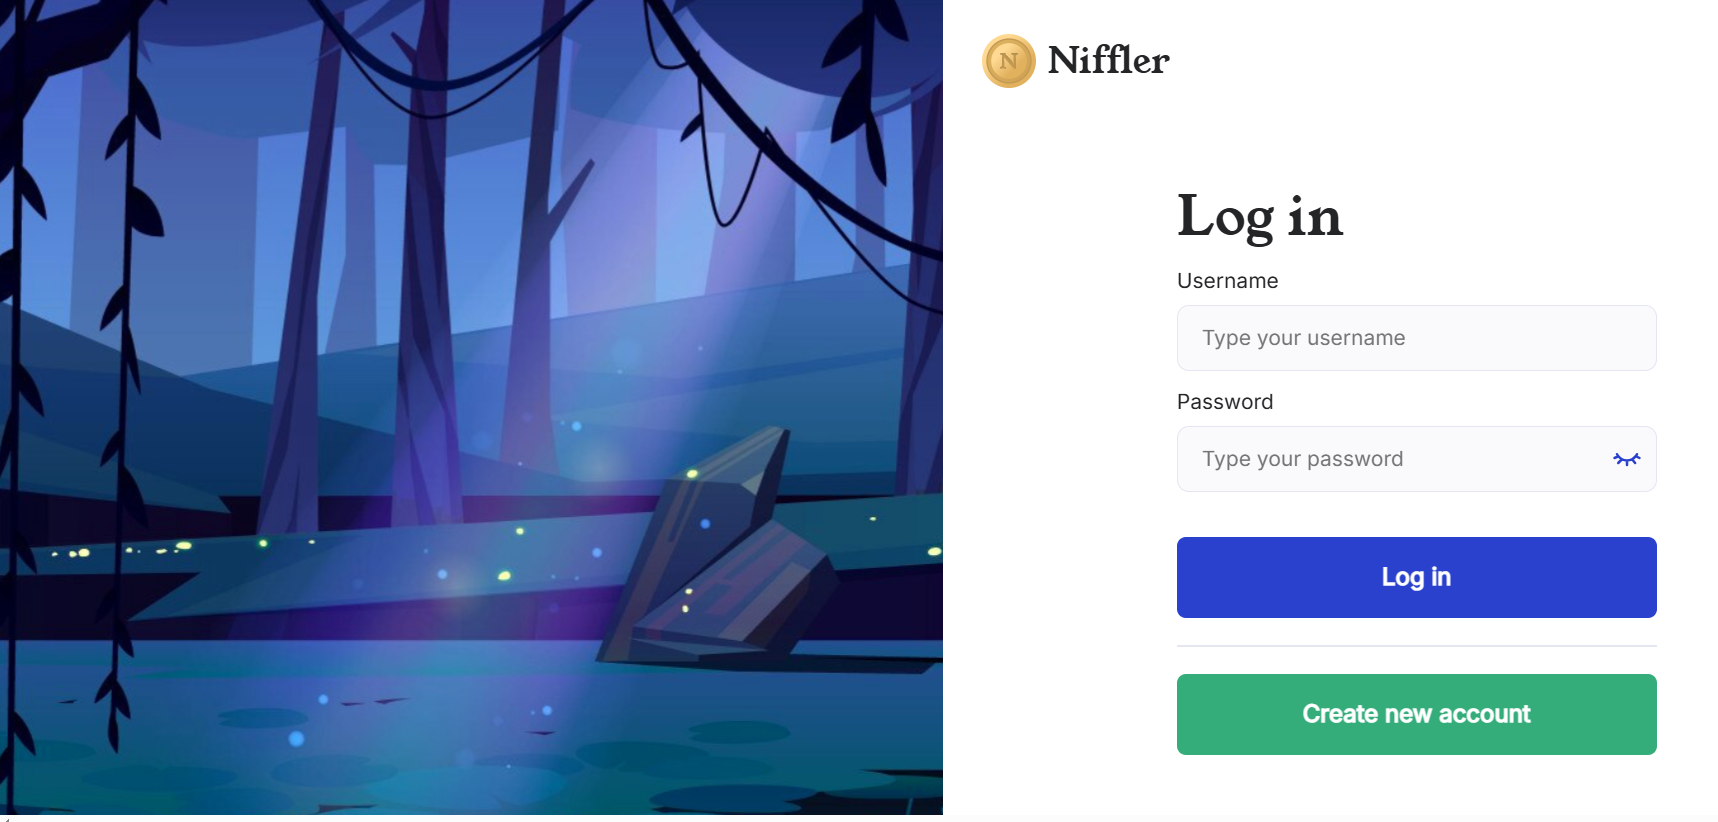 N Niffler
Log in
Username
Type your username
Password
Type your password
Log in
Create new account